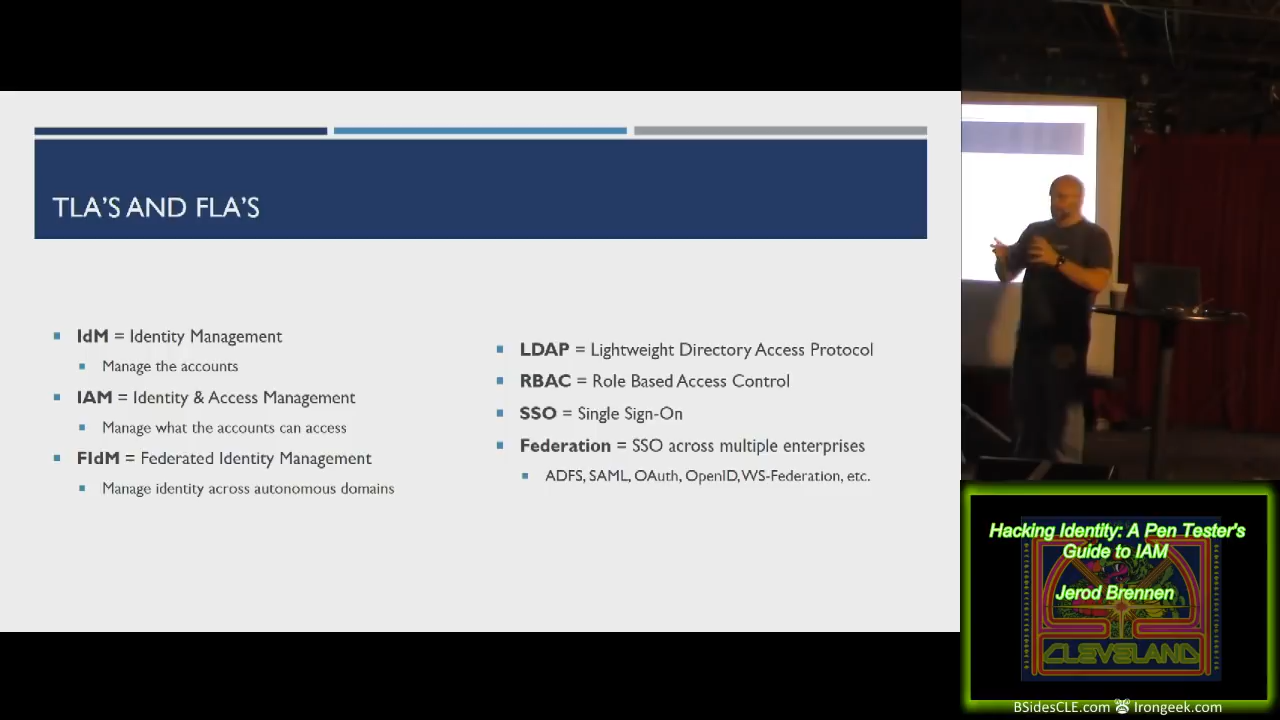 TLA'S AND FLA'S
IdM = Identity Management
Manage the accounts
IAM = Identity & Access Management
Manage what the accounts can access
FIdM = Federated Identity Management
Manage identity across autonomous domains
LDAP = Lightweight Directory Access Protocol
RBAC = Role Based Access Control
SSO = Single Sign-On
Federation = SSO across multiple enterprises
ADFS, SAML, OAuth, OpenID, WS-Federation, etc.
Hacking Identity: A Pen Tester's
Guide to IAM
Jerod Brennen
CLEVELAND
BSidesCLE.com Irongeek.com